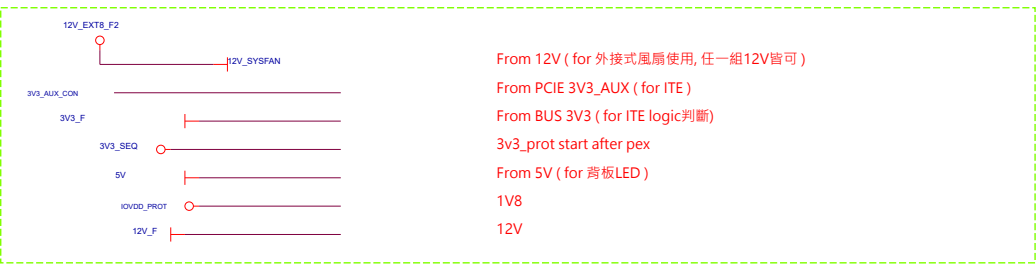 12V_EXT8_F2
12V_SYSFAN
From 12V ( for 外接式風扇使用, 任一組12V皆可 )
3V3_AUX_CON
From PCIE 3V3_AUX ( for ITE )
3V3_F
From BUS 3V3 ( for ITE logic判斷)
3V3_SEQ
3v3_prot start after pex
5V
From 5V ( for 背板LED )
IOVDD_PROT
1V8
12V_F
12V